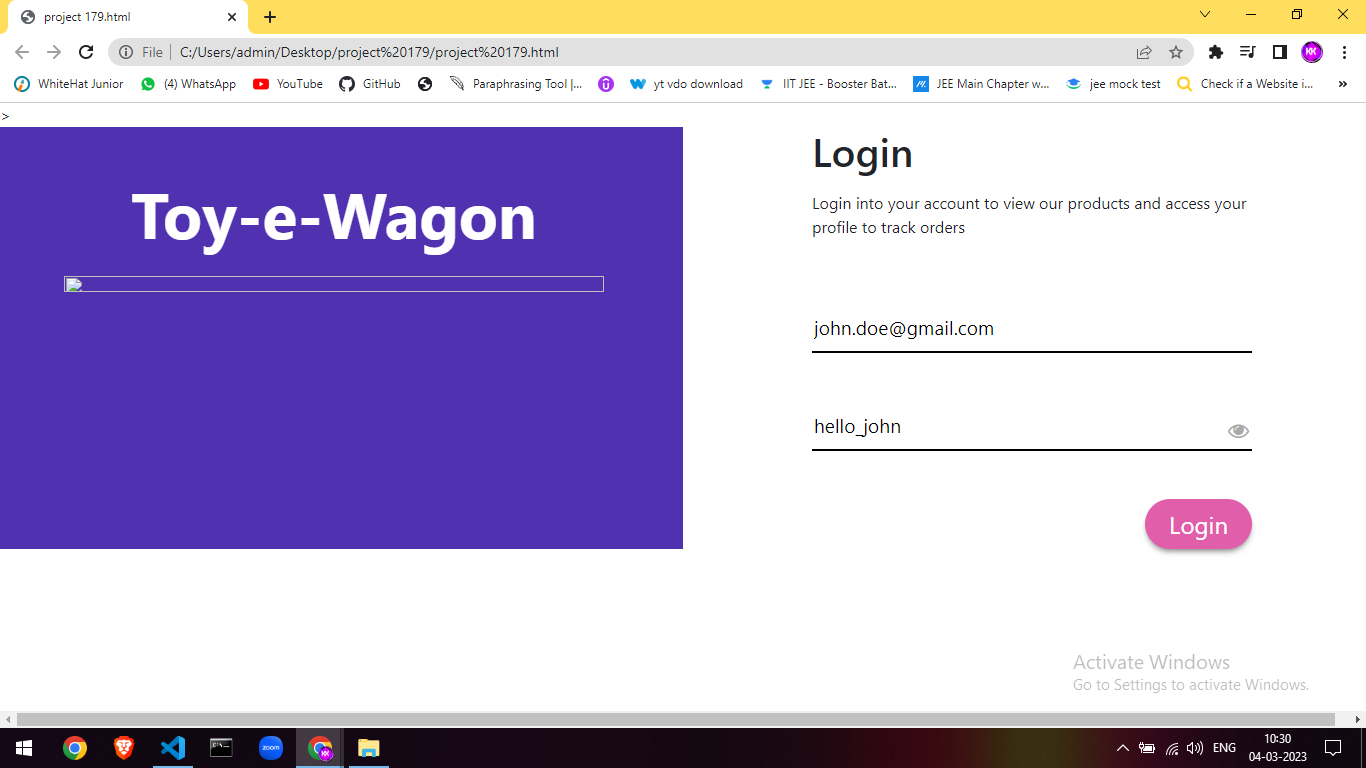 project 179.html
File
C:/Users/admin/Desktop/project%20179/project%20179.html
KK
WhiteHat Junior
(4) WhatsApp
YouTube
GitHub
Paraphrasing Tool |...
yt vdo download
IIT JEE - Booster Bat...
JEE Main Chapter w...
jee mock test
Check if a Website i...
»
>
Toy-e-Wagon
Login
Login into your account to view our products and access your
profile to track orders
john.doe@gmail.com
hello_john
Login
Activate Windows
Go to Settings to activate Windows.
zoom
KK
ENG
10:30
04-03-2023